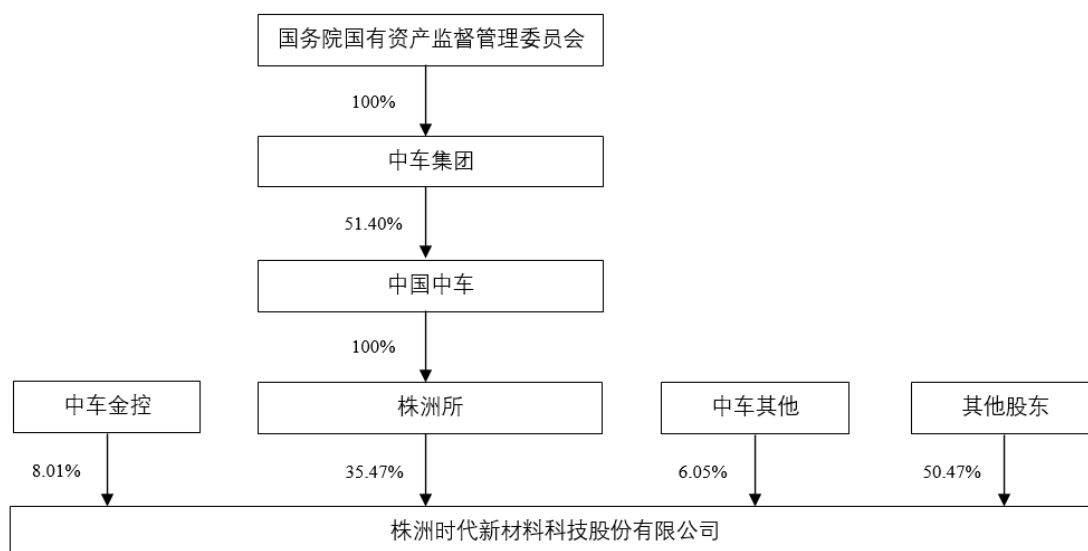 国务院国有资产监督管理委员会
100%
中车集团
51.40%
中国中车
100%
中车金控
株洲所
中车其他
其他股东
8.01%
35.47%
6.05%
50.47%
株洲时代新材料科技股份有限公司